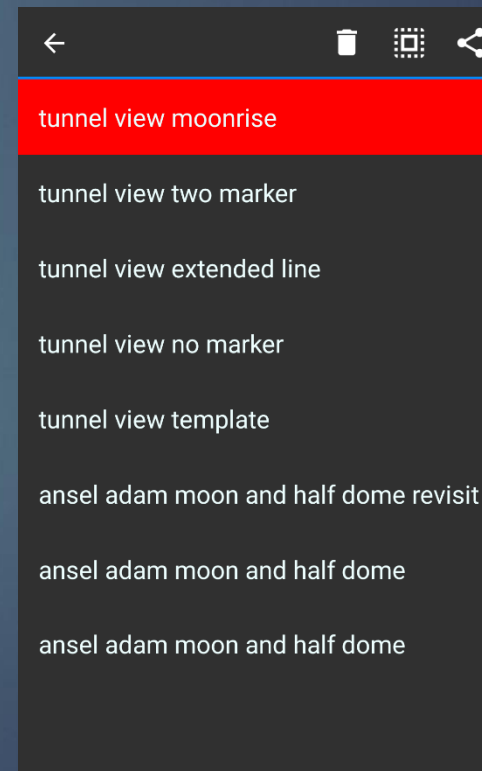 tunnel view moonrise
tunnel view two marker
tunnel view extended line
tunnel view no marker
tunnel view template
ansel adam moon and half dome revisit
ansel adam moon and half dome
ansel adam moon and half dome